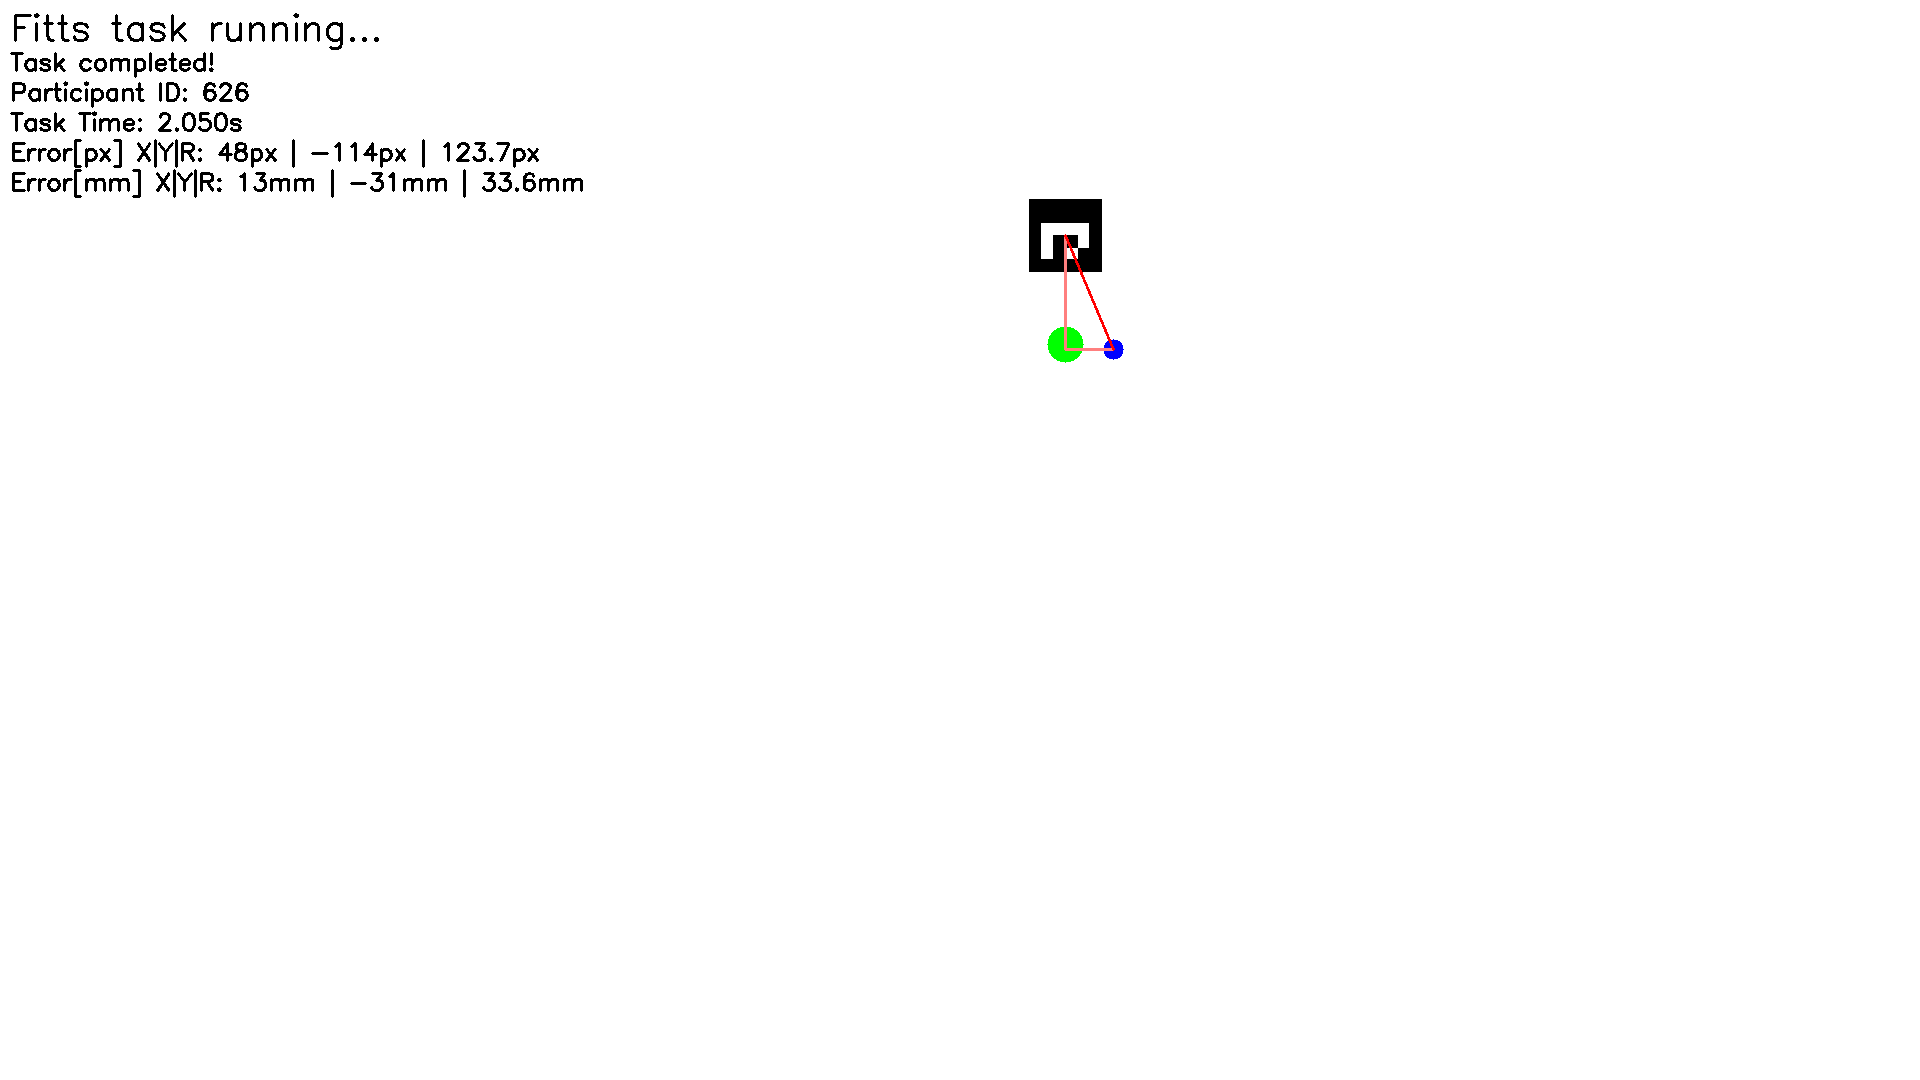 Fitts task running...
Task completed!
Participant ID: 626
Task Time: 2.050s
Error[px] X|Y|R: 48px | -114px | 123.7px
Error[mm] X|Y|R: 13mm | -31mm | 33.6mm